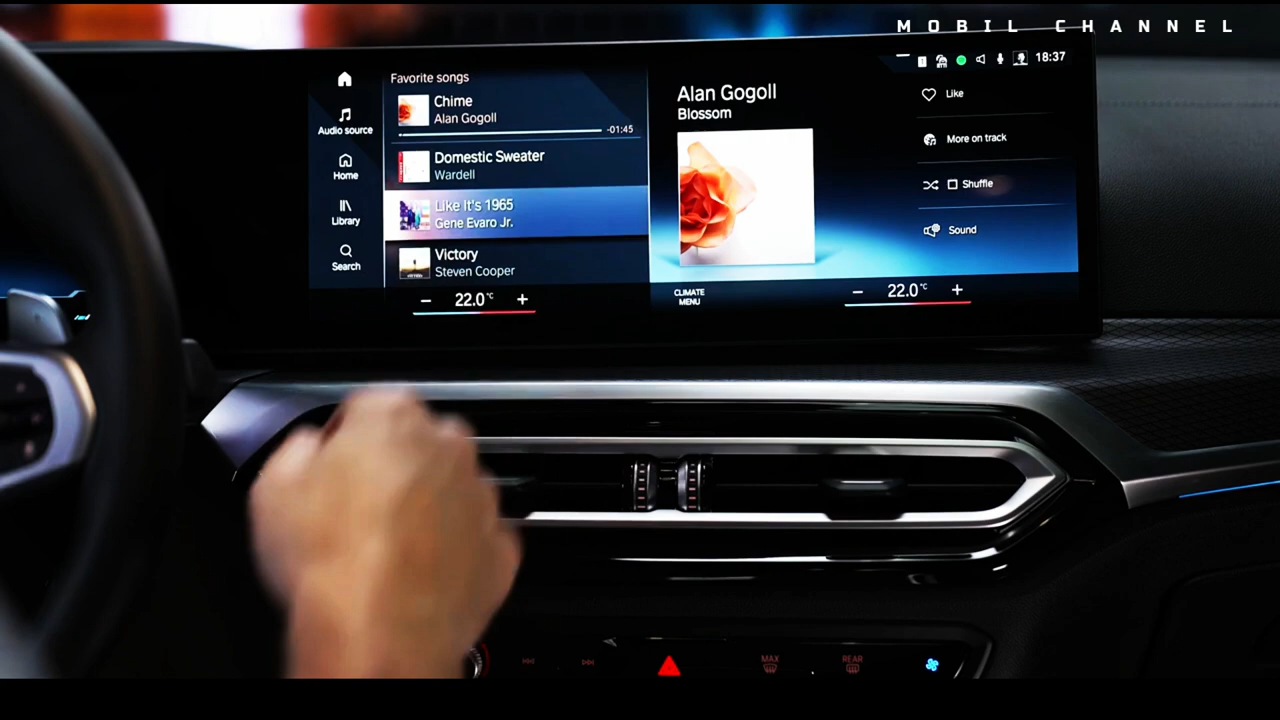 MOBIL CHANNEL
18:37
Favorite songs
Chime
Alan Gogoll
-01:45
Domestic Sweater
Wardell
Like It's 1965
Gene Evaro Jr.
Victory
Steven Cooper
Audio source
Home
Library
Search
Alan Gogoll
Blossom
Like
More on track
Shuffle
Sound
22.0°C
CLIMATE
MENU
22.0°C
MAX
REAR